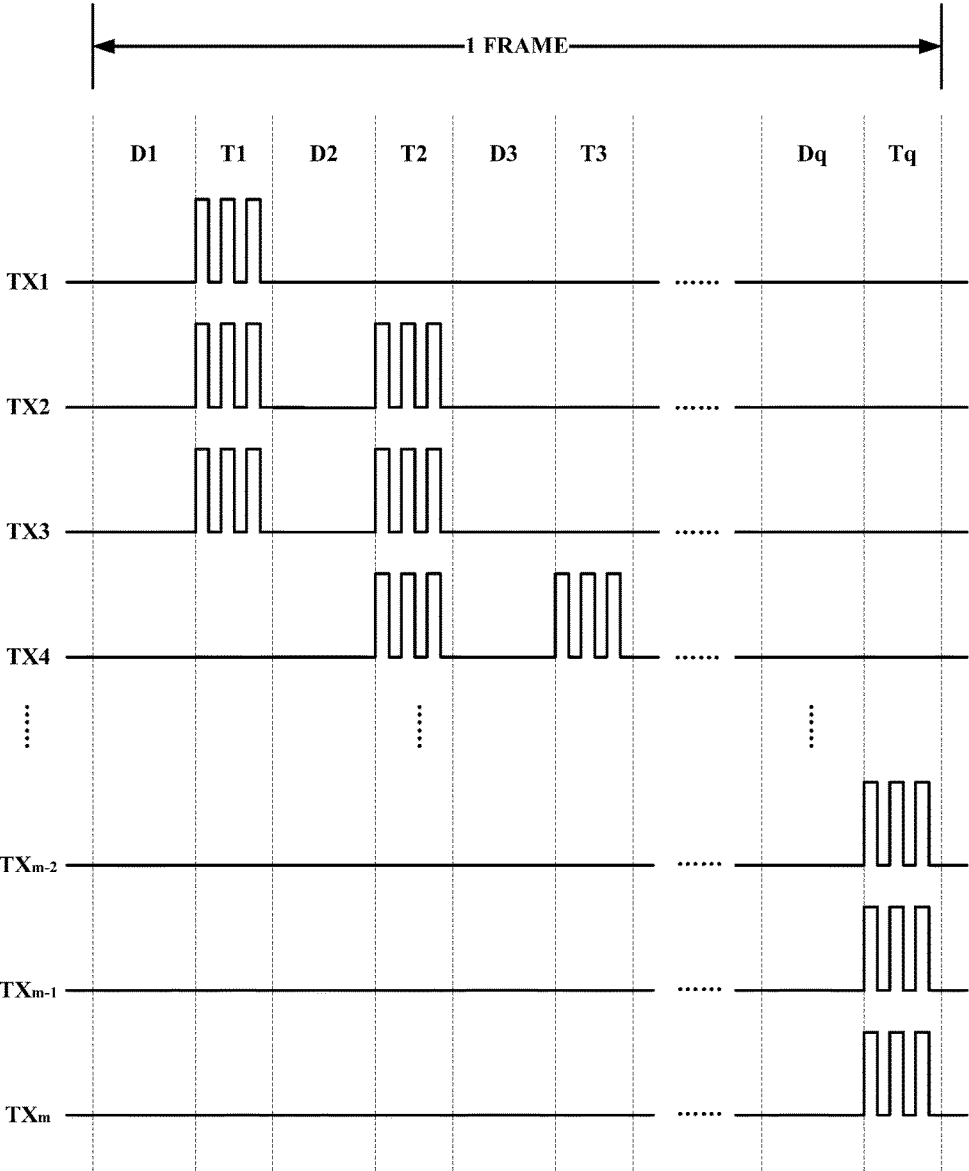 1 FRAME
D1 T1 D2 T2 D3 T3 Dq Tq
TX1 ......
TX2 ......
TX3 ......
TX4 ......
TXm-2 ......
TXm-1 ......
TXm ......